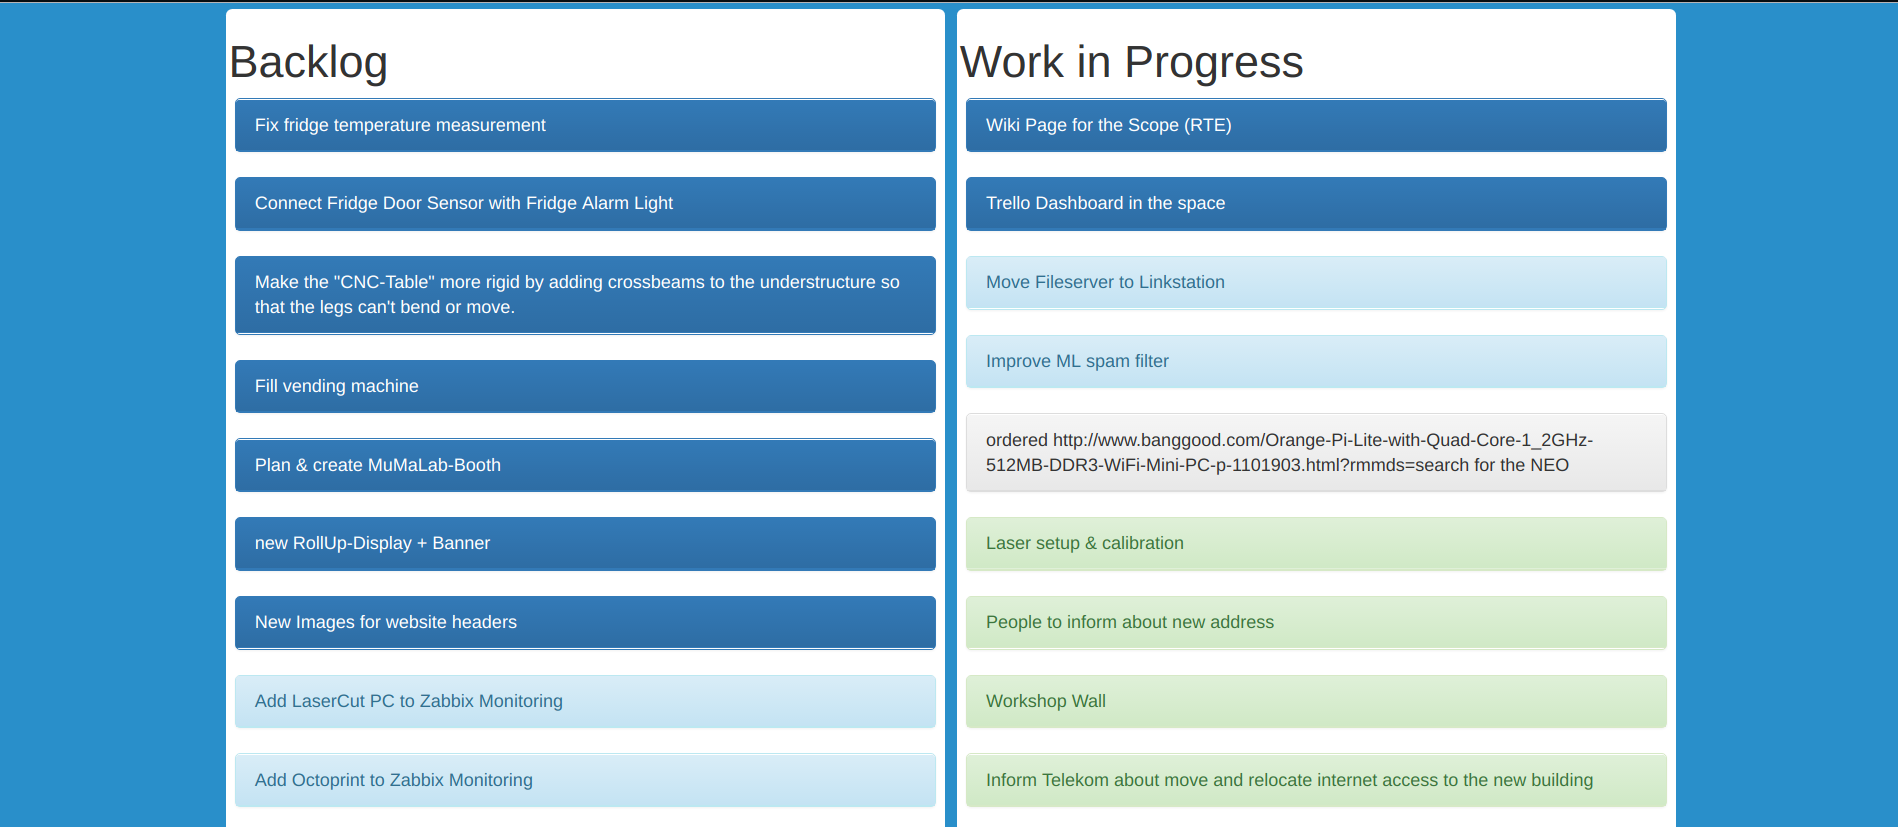 Backlog
Fix fridge temperature measurement
Connect Fridge Door Sensor with Fridge Alarm Light
Make the "CNC-Table" more rigid by adding crossbeams to the understructure so
that the legs can't bend or move.
Fill vending machine
Plan & create MuMaLab-Booth
new RollUp-Display + Banner
New Images for website headers
Add LaserCut PC to Zabbix Monitoring
Add Octoprint to Zabbix Monitoring
Work in Progress
Wiki Page for the Scope (RTE)
Trello Dashboard in the space
Move Fileserver to Linkstation
Improve ML spam filter
ordered http://www.banggood.com/Orange-Pi-Lite-with-Quad-Core-1_2GHz-
512MB-DDR3-WiFi-Mini-PC-p-1101903.html?rmmds=search for the NEO
Laser setup & calibration
People to inform about new address
Workshop Wall
Inform Telekom about move and relocate internet access to the new building